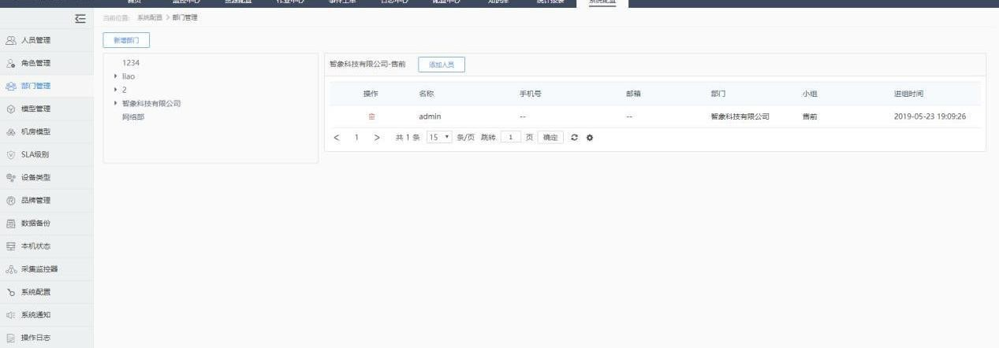 首页 监控中心 资源配置 作业中心 事件工单 日志中心 配置中心 知识库 统计报表 系统配置
当前位置: 系统配置 > 部门管理
人员管理
角色管理
部门管理
模型管理
机房模型
SLA级别
设备类型
品牌管理
数据备份
本机状态
采集监控器
系统配置
系统通知
操作日志
新增部门
1234
liao
2
智象科技有限公司
网络部
智象科技有限公司-售前 添加人员
操作 名称 手机号 邮箱 部门 小组 进组时间
admin -- -- 智象科技有限公司 售前 2019-05-23 19:09:26
< 1 > 共 1 条 15 条/页 跳转 1 页 确定